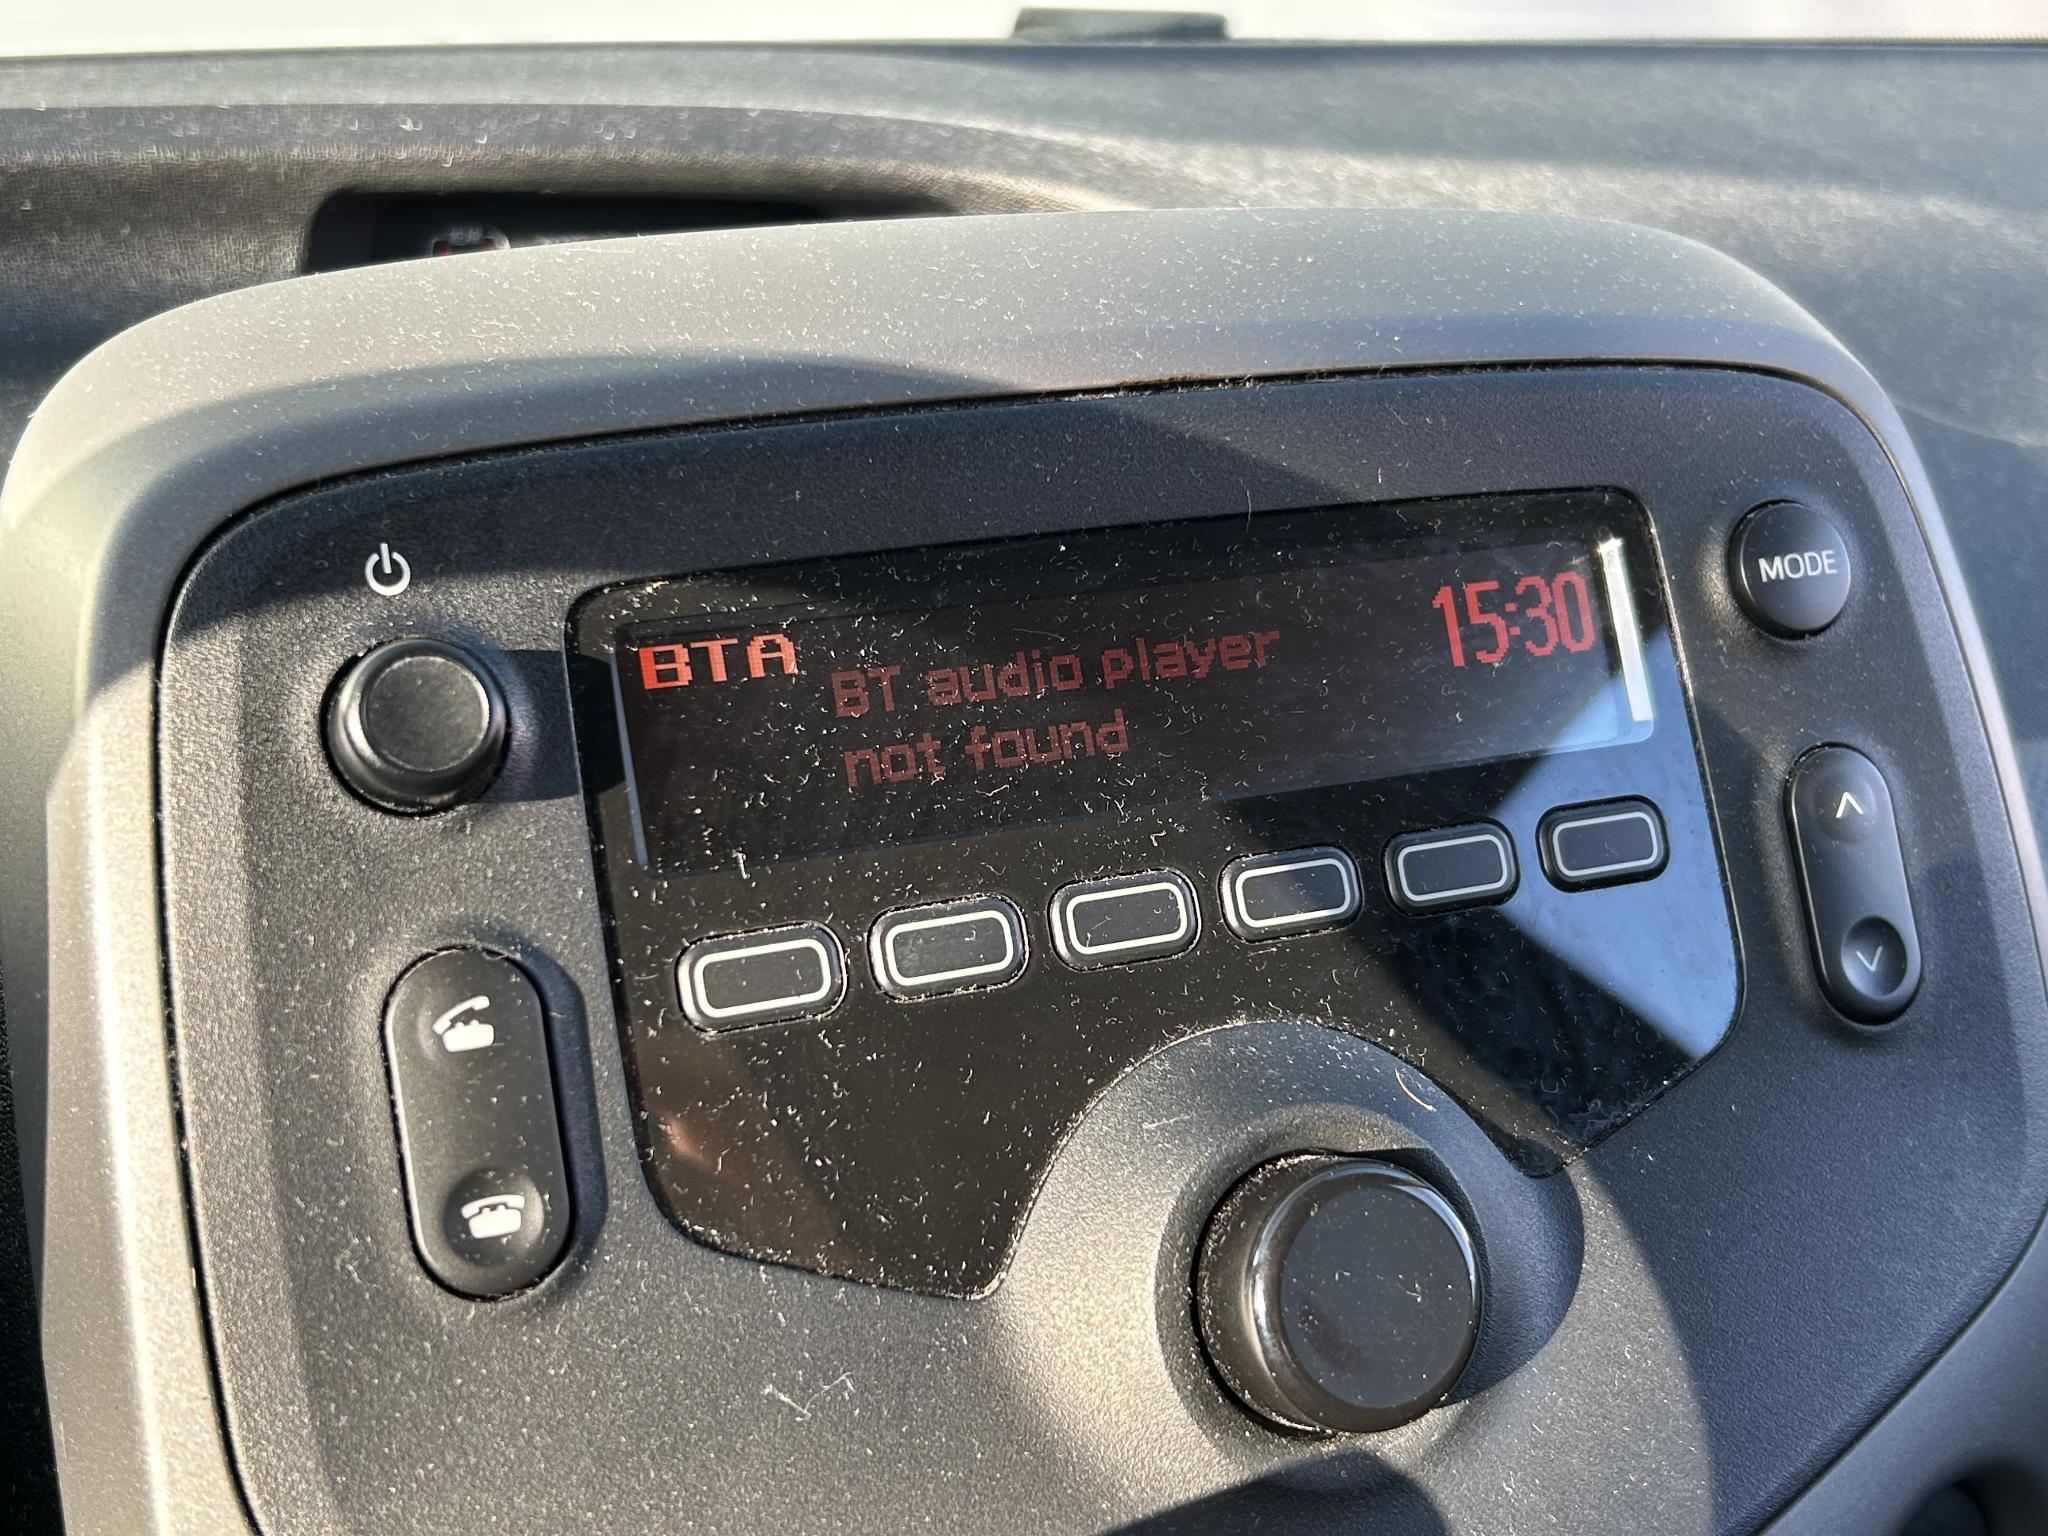 BTA
BT audio player
not found
15:30
MODE